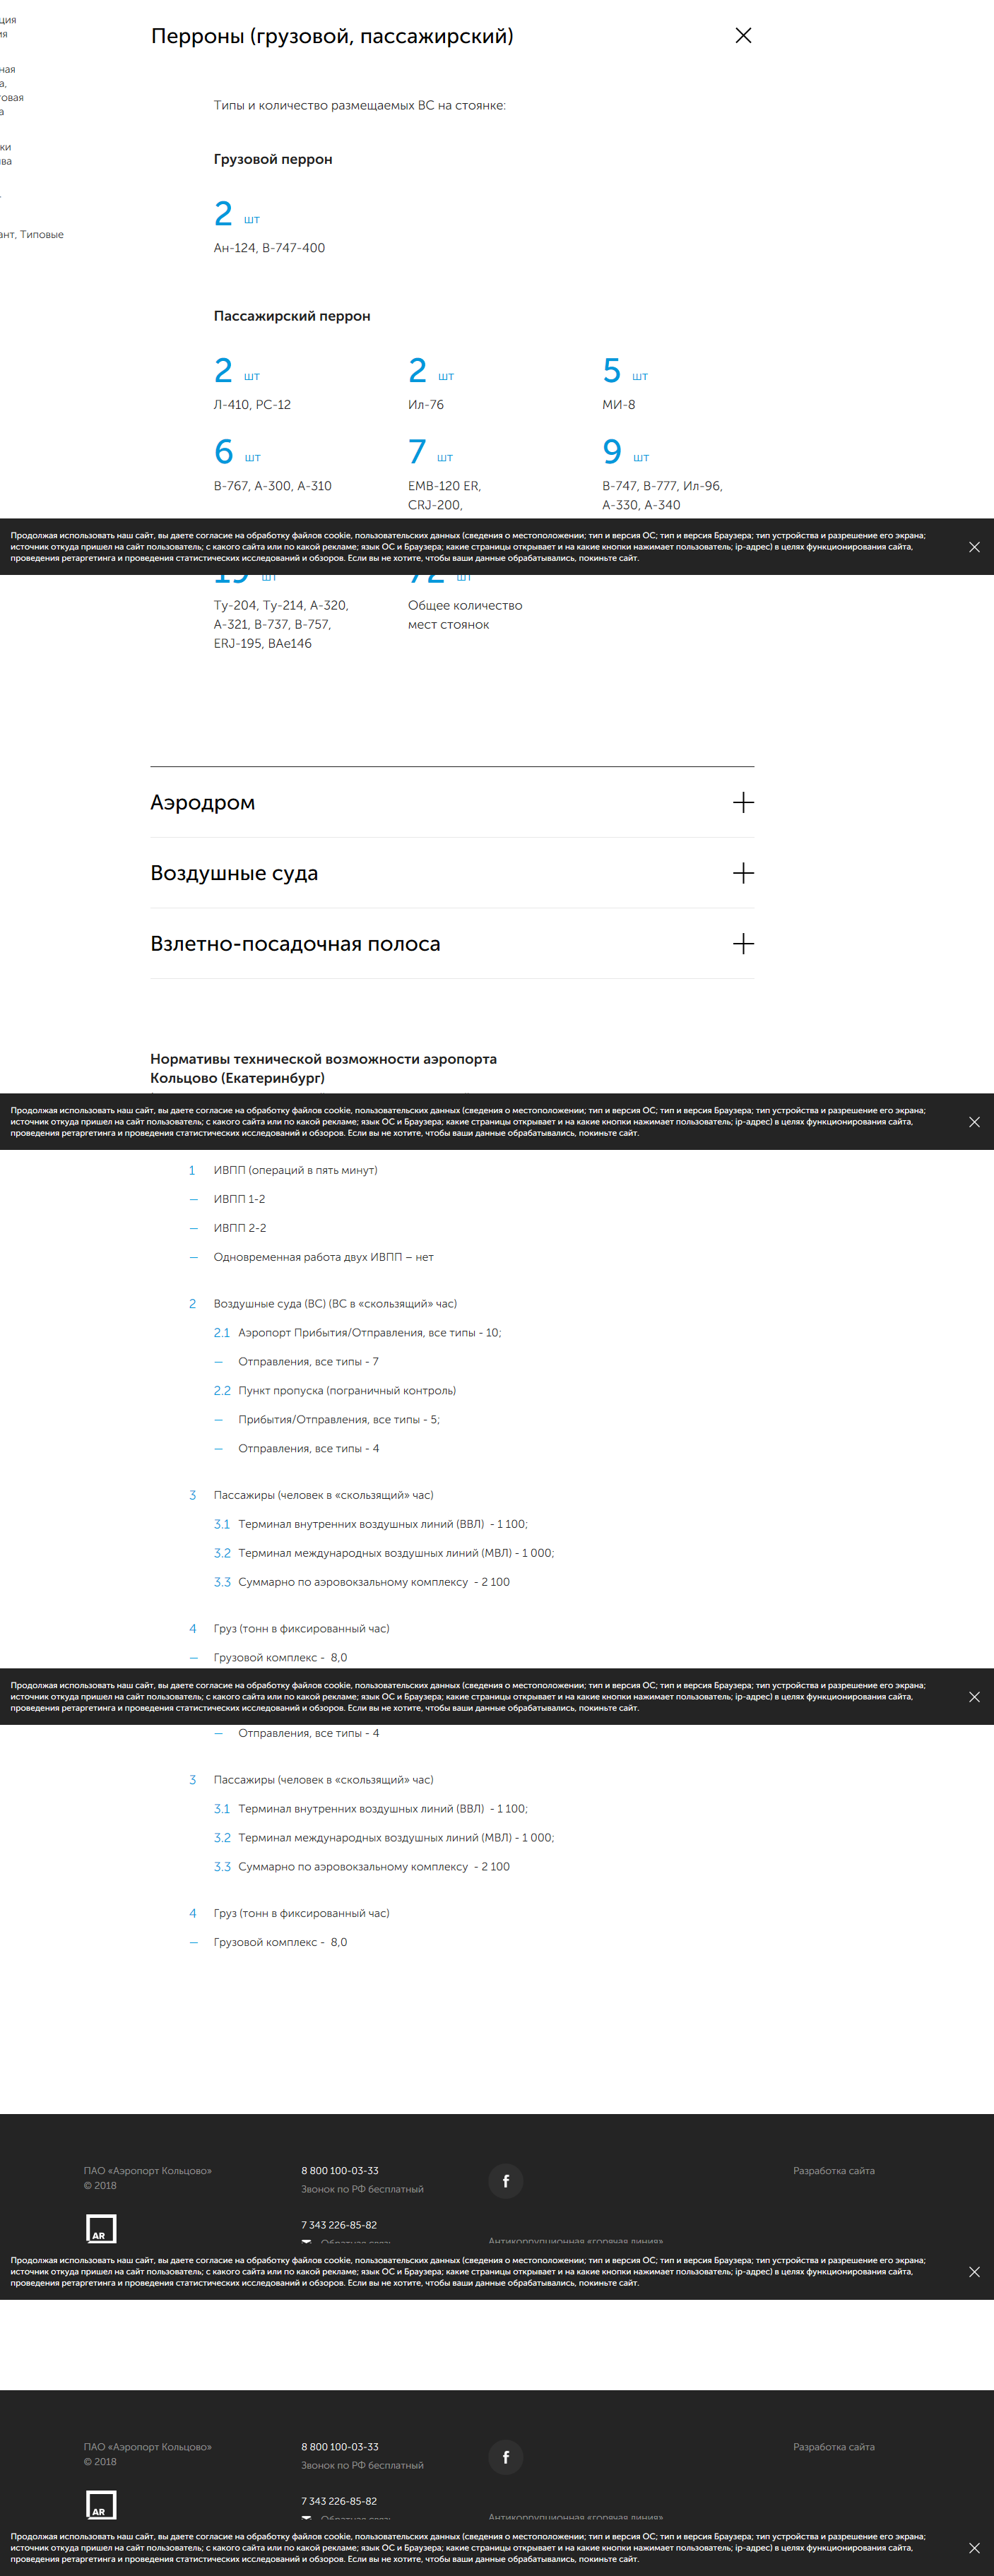 ция
ия
ная
а,
овая
а
ки
ва
ант, Типовые
Перроны (грузовой, пассажирский)
Типы и количество размещаемых ВС на стоянке:
Грузовой перрон
2 шт
Ан-124, В-747-400
Пассажирский перрон
2 шт
Л-410, РС-12
2 шт
Ил-76
5 шт
МИ-8
6 шт
В-767, А-300, А-310
7 шт
ЕМВ-120 ER,
CRJ-200,
9 шт
В-747, В-777, Ил-96,
А-330, А-340
Продолжая использовать наш сайт, вы даете согласие на обработку файлов cookie, пользовательских данных (сведения о местоположении; тип и версия ОС; тип и версия Браузера; тип устройства и разрешение его экрана;
источник откуда пришел на сайт пользователь; с какого сайта или по какой рекламе; язык ОС и Браузера; какие страницы открывает и на какие кнопки нажимает пользователь; ip-адрес) в целях функционирования сайта,
проведения ретаргетинга и проведения статистических исследований и обзоров. Если вы не хотите, чтобы ваши данные обрабатывались, покиньте сайт.
шт
Ту-204, Ту-214, А-320,
А-321, В-737, В-757,
ERJ-195, ВАе146
72 шт
Общее количество
мест стоянок
Аэродром
Воздушные суда
Взлетно-посадочная полоса
Нормативы технической возможности аэропорта
Кольцово (Екатеринбург)
Продолжая использовать наш сайт, вы даете согласие на обработку файлов cookie, пользовательских данных (сведения о местоположении; тип и версия ОС; тип и версия Браузера; тип устройства и разрешение его экрана;
источник откуда пришел на сайт пользователь; с какого сайта или по какой рекламе; язык ОС и Браузера; какие страницы открывает и на какие кнопки нажимает пользователь; ip-адрес) в целях функционирования сайта,
проведения ретаргетинга и проведения статистических исследований и обзоров. Если вы не хотите, чтобы ваши данные обрабатывались, покиньте сайт.
1 ИВПП (операций в пять минут)
— ИВПП 1-2
— ИВПП 2-2
— Одновременная работа двух ИВПП – нет
2 Воздушные суда (ВС) (ВС в «скользящий» час)
2.1 Аэропорт Прибытия/Отправления, все типы - 10;
— Отправления, все типы - 7
2.2 Пункт пропуска (пограничный контроль)
— Прибытия/Отправления, все типы - 5;
— Отправления, все типы - 4
3 Пассажиры (человек в «скользящий» час)
3.1 Терминал внутренних воздушных линий (ВВЛ) - 1 100;
3.2 Терминал международных воздушных линий (МВЛ) - 1 000;
3.3 Суммарно по аэровокзальному комплексу - 2 100
4 Груз (тонн в фиксированный час)
— Грузовой комплекс - 8,0
Продолжая использовать наш сайт, вы даете согласие на обработку файлов cookie, пользовательских данных (сведения о местоположении; тип и версия ОС; тип и версия Браузера; тип устройства и разрешение его экрана;
источник откуда пришел на сайт пользователь; с какого сайта или по какой рекламе; язык ОС и Браузера; какие страницы открывает и на какие кнопки нажимает пользователь; ip-адрес) в целях функционирования сайта,
проведения ретаргетинга и проведения статистических исследований и обзоров. Если вы не хотите, чтобы ваши данные обрабатывались, покиньте сайт.
— Отправления, все типы - 4
3 Пассажиры (человек в «скользящий» час)
3.1 Терминал внутренних воздушных линий (ВВЛ) - 1 100;
3.2 Терминал международных воздушных линий (МВЛ) - 1 000;
3.3 Суммарно по аэровокзальному комплексу - 2 100
4 Груз (тонн в фиксированный час)
— Грузовой комплекс - 8,0
ПАО «Аэропорт Кольцово»
© 2018
AR
8 800 100-03-33
Звонок по РФ бесплатный
7 343 226-85-82
Обратная связь
f
Антикоррупционная «горячая линия»
Разработка сайта
Продолжая использовать наш сайт, вы даете согласие на обработку файлов cookie, пользовательских данных (сведения о местоположении; тип и версия ОС; тип и версия Браузера; тип устройства и разрешение его экрана;
источник откуда пришел на сайт пользователь; с какого сайта или по какой рекламе; язык ОС и Браузера; какие страницы открывает и на какие кнопки нажимает пользователь; ip-адрес) в целях функционирования сайта,
проведения ретаргетинга и проведения статистических исследований и обзоров. Если вы не хотите, чтобы ваши данные обрабатывались, покиньте сайт.
ПАО «Аэропорт Кольцово»
© 2018
AR
8 800 100-03-33
Звонок по РФ бесплатный
7 343 226-85-82
Обратная связь
f
Антикоррупционная «горячая линия»
Разработка сайта
Продолжая использовать наш сайт, вы даете согласие на обработку файлов cookie, пользовательских данных (сведения о местоположении; тип и версия ОС; тип и версия Браузера; тип устройства и разрешение его экрана;
источник откуда пришел на сайт пользователь; с какого сайта или по какой рекламе; язык ОС и Браузера; какие страницы открывает и на какие кнопки нажимает пользователь; ip-адрес) в целях функционирования сайта,
проведения ретаргетинга и проведения статистических исследований и обзоров. Если вы не хотите, чтобы ваши данные обрабатывались, покиньте сайт.